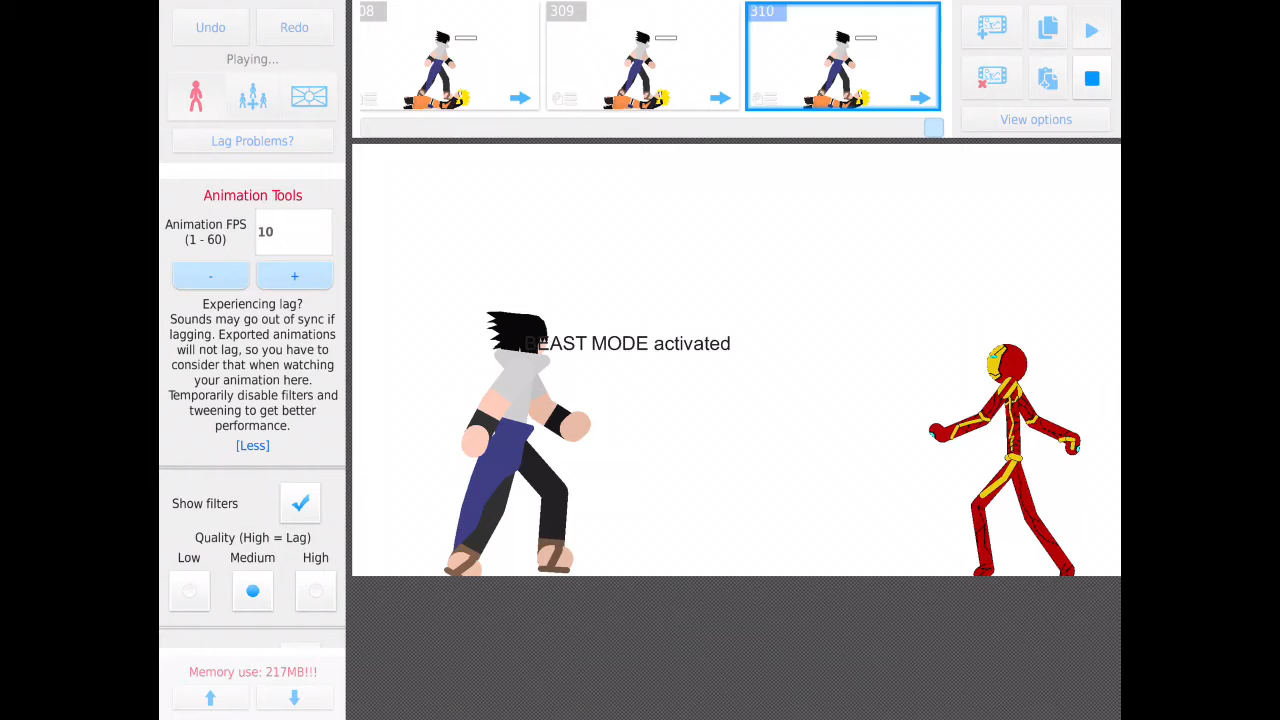 Undo Redo
Playing...
Lag Problems?
Animation Tools
Animation FPS
(1 - 60)
10
- +
Experiencing lag?
Sounds may go out of sync if
lagging. Exported animations
will not lag, so you have to
consider that when watching
your animation here.
Temporarily disable filters and
tweening to get better
performance.
[Less]
Show filters
Quality (High = Lag)
Low Medium High
Memory use: 217MB!!!
08 309 310
View options
BEAST MODE activated